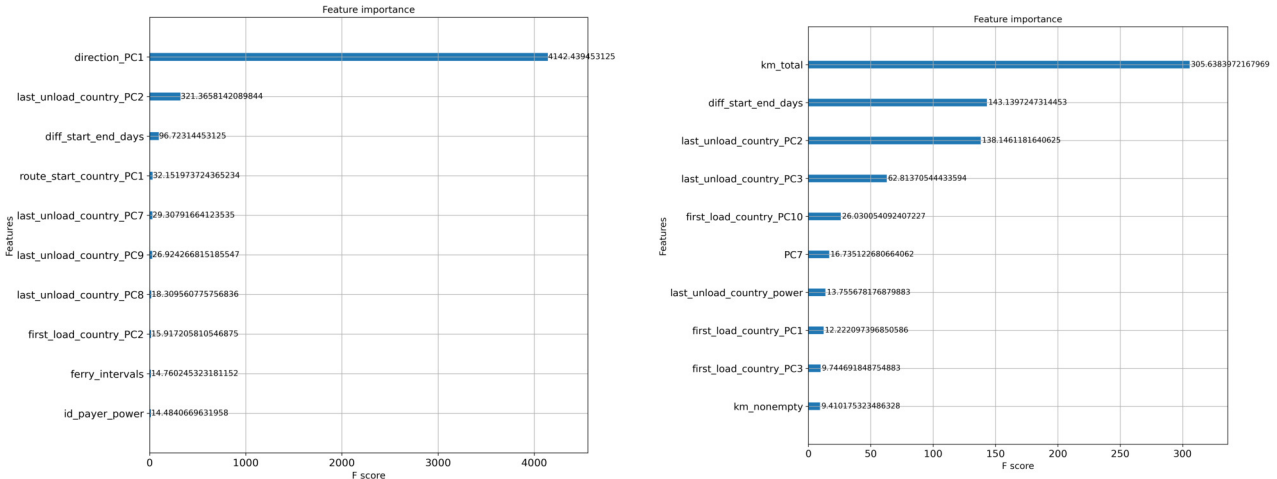 Feature importance
Features
direction_PC1
4142.439453125
last_unload_country_PC2
321.3658142089844
diff_start_end_days
96.72314453125
route_start_country_PC1
32.151973724365234
last_unload_country_PC7
29.30791664123535
last_unload_country_PC9
26.924266815185547
last_unload_country_PC8
18.309560775756836
first_load_country_PC2
15.917205810546875
ferry_intervals
14.760245323181152
id_payer_power
14.4840669631958
0 1000 2000 3000 4000
F score
Feature importance
Features
km_total
305.6383972167969
diff_start_end_days
143.1397247314453
last_unload_country_PC2
138.1461181640625
last_unload_country_PC3
62.81370544433594
first_load_country_PC10
26.030054092407227
PC7
16.735122680664062
last_unload_country_power
13.755678176879883
first_load_country_PC1
12.222097396850586
first_load_country_PC3
9.744691848754883
km_nonempty
9.410175323486328
0 50 100 150 200 250 300
F score